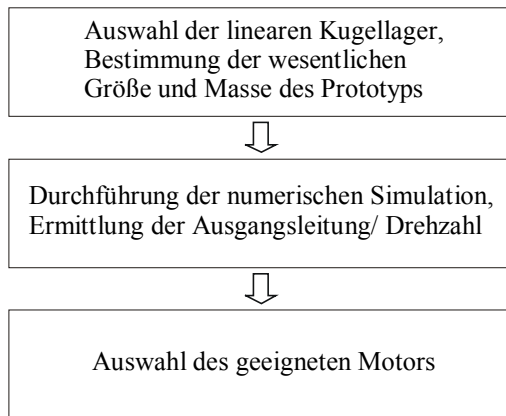 Auswahl der linearen Kugellager,
Bestimmung der wesentlichen
Größe und Masse des Prototyps
Durchführung der numerischen Simulation,
Ermittlung der Ausgangsleitung/ Drehzahl
Auswahl des geeigneten Motors